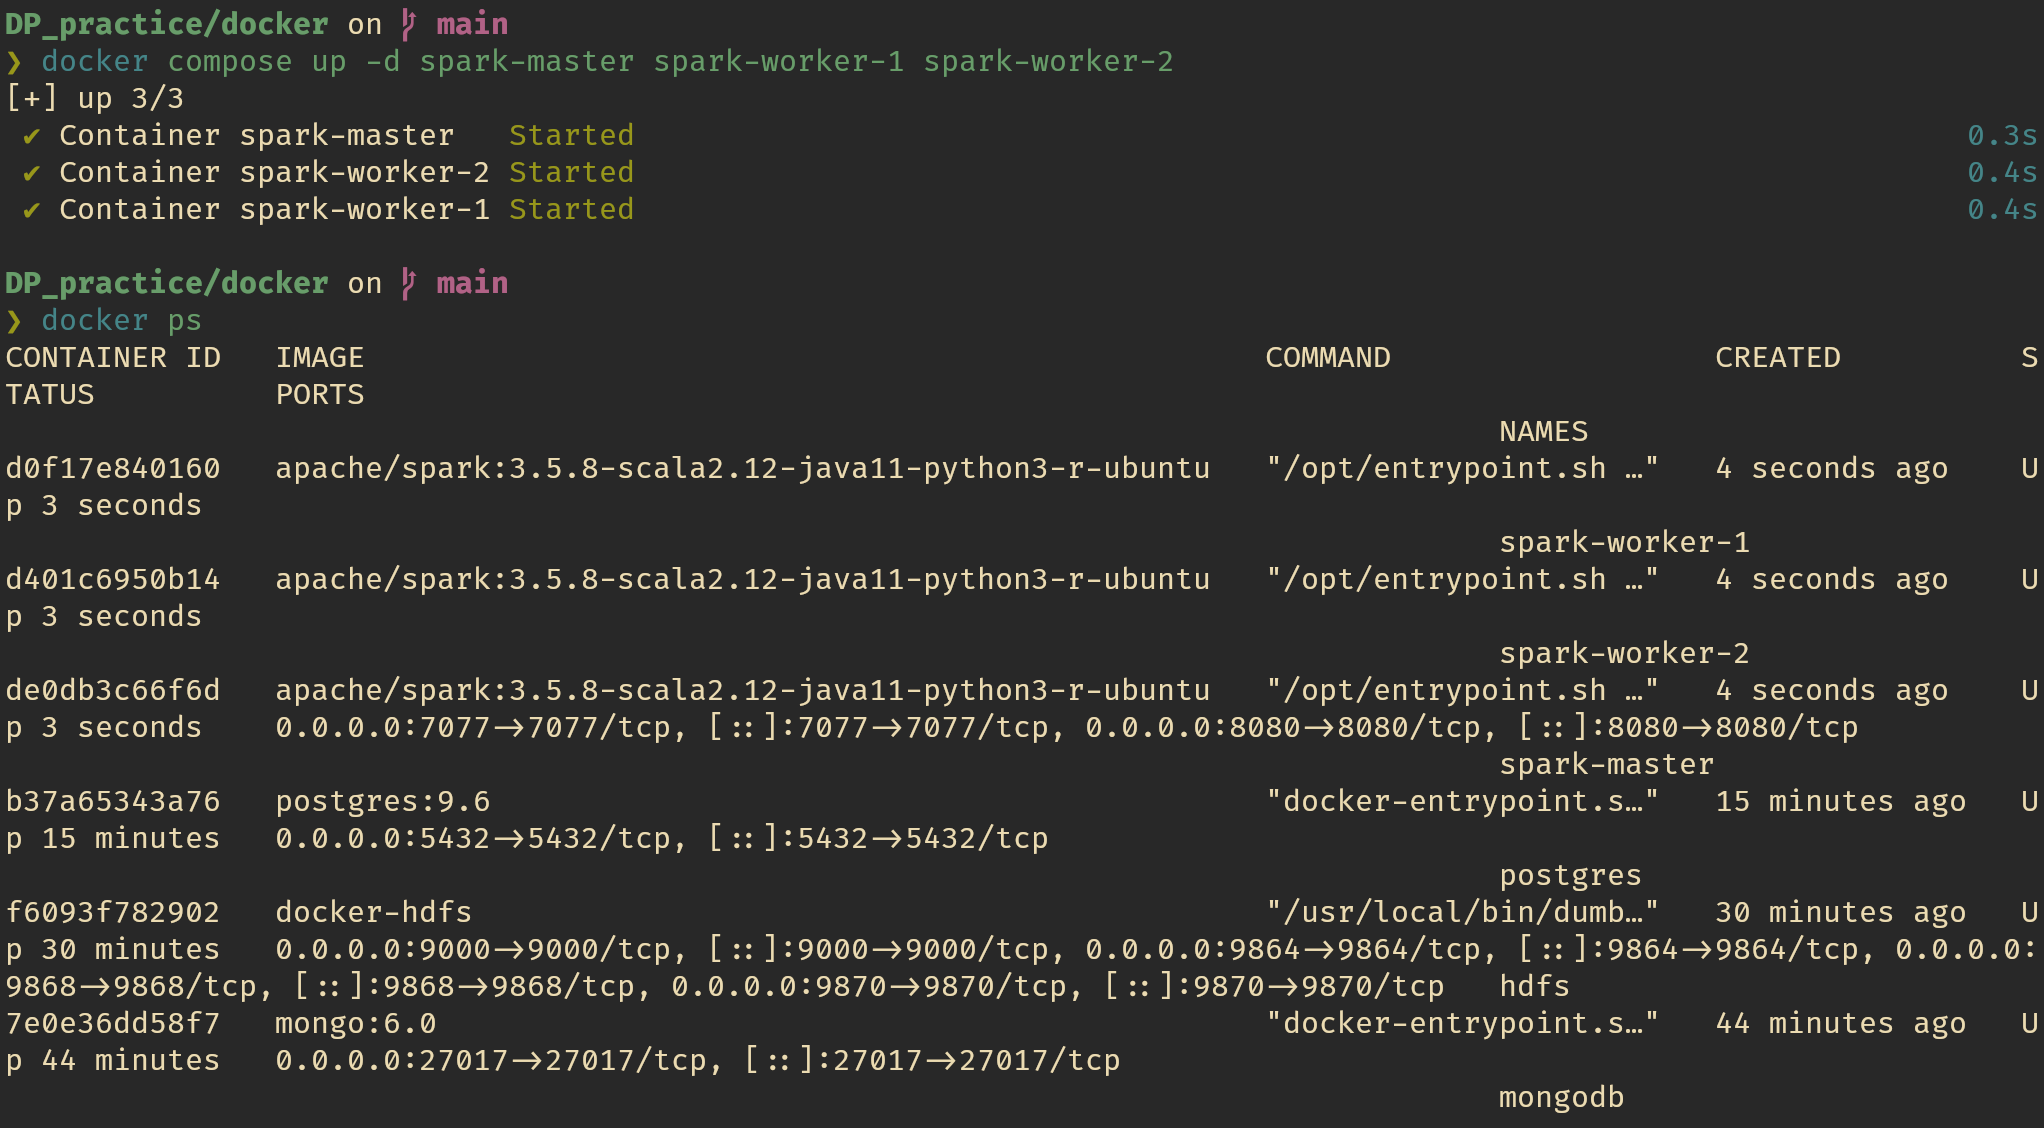 DP_practice/docker on main
❯ docker compose up -d spark-master spark-worker-1 spark-worker-2
[+] up 3/3
✔ Container spark-master   Started 0.3s
✔ Container spark-worker-2 Started 0.4s
✔ Container spark-worker-1 Started 0.4s
DP_practice/docker on main
❯ docker ps
CONTAINER ID   IMAGE   COMMAND   CREATED   S
TATUS   PORTS
NAMES
d0f17e840160   apache/spark:3.5.8-scala2.12-java11-python3-r-ubuntu   "/opt/entrypoint.sh …"   4 seconds ago   U
p 3 seconds
spark-worker-1
d401c6950b14   apache/spark:3.5.8-scala2.12-java11-python3-r-ubuntu   "/opt/entrypoint.sh …"   4 seconds ago   U
p 3 seconds
spark-worker-2
de0db3c66f6d   apache/spark:3.5.8-scala2.12-java11-python3-r-ubuntu   "/opt/entrypoint.sh …"   4 seconds ago   U
p 3 seconds   0.0.0.0:7077->7077/tcp, [::]:7077->7077/tcp, 0.0.0.0:8080->8080/tcp, [::]:8080->8080/tcp
spark-master
b37a65343a76   postgres:9.6   "docker-entrypoint.s…"   15 minutes ago   U
p 15 minutes   0.0.0.0:5432->5432/tcp, [::]:5432->5432/tcp
postgres
f6093f782902   docker-hdfs   "/usr/local/bin/dumb…"   30 minutes ago   U
p 30 minutes   0.0.0.0:9000->9000/tcp, [::]:9000->9000/tcp, 0.0.0.0:9864->9864/tcp, [::]:9864->9864/tcp, 0.0.0.0:
9868->9868/tcp, [::]:9868->9868/tcp, 0.0.0.0:9870->9870/tcp, [::]:9870->9870/tcp   hdfs
7e0e36dd58f7   mongo:6.0   "docker-entrypoint.s…"   44 minutes ago   U
p 44 minutes   0.0.0.0:27017->27017/tcp, [::]:27017->27017/tcp
mongodb